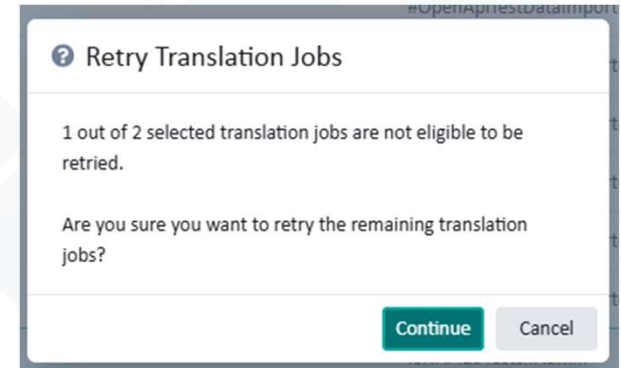 #OpenApiTestDataImport
Retry Translation Jobs
1 out of 2 selected translation jobs are not eligible to be
retried.
Are you sure you want to retry the remaining translation
jobs?
Continue
Cancel